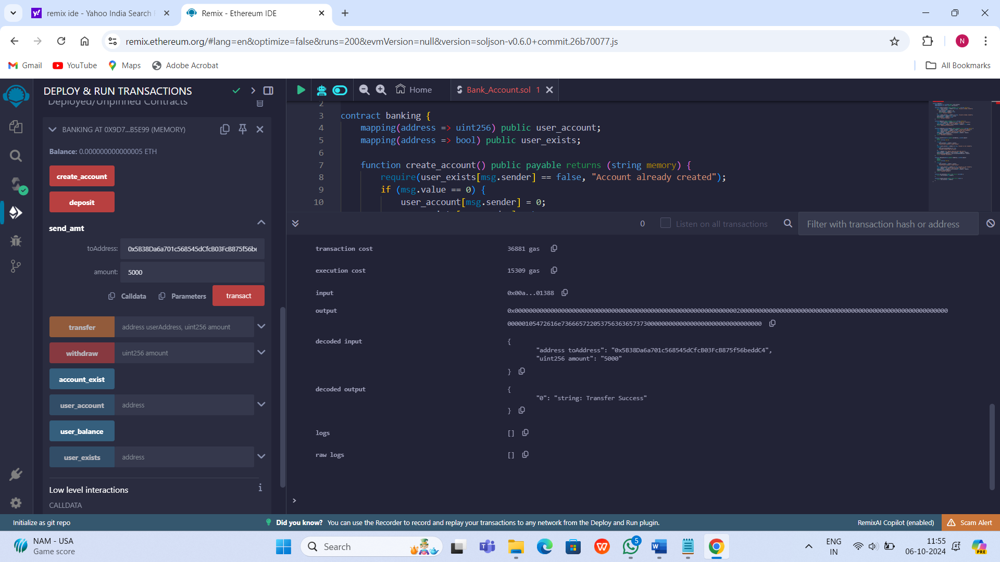 remix ide - Yahoo India Search
Remix - Ethereum IDE
remix.ethereum.org/#lang=en&optimize=false&runs=200&evmVersion=null&version=soljson-v0.6.0+commit.26b70077.js
N
Gmail
YouTube
Maps
Adobe Acrobat
All Bookmarks
DEPLOY & RUN TRANSACTIONS
Deployed/Unpinned Contracts
BANKING AT 0X9D7...B5E99 (MEMORY)
Balance: 0.000000000000005 ETH
create_account
deposit
send_amt
toAddress: 0x5B38Da6a701c568545dCfcB03FcB875f56be
amount: 5000
Calldata
Parameters
transact
transfer
address userAddress, uint256 amount
withdraw
uint256 amount
account_exist
user_account
address
user_balance
user_exists
address
Low level interactions
i
CALLDATA
Home
Bank_Account.sol 1
2
3 contract banking {
4 mapping(address => uint256) public user_account;
5 mapping(address => bool) public user_exists;
6
7 function create_account() public payable returns (string memory) {
8 require(user_exists[msg.sender] == false, "Account already created");
9 if (msg.value == 0) {
10 user_account[msg.sender] = 0;
0
Listen on all transactions
Filter with transaction hash or address
transaction cost 36881 gas
execution cost 15309 gas
input 0x00a...01388
output
decoded input {
"address toAddress": "0x5B38Da6a701c568545dCfcB03FcB875f56beddC4",
"uint256 amount": "5000"
}
decoded output {
"0": "string: Transfer Success"
}
logs []
raw logs []
>
Initialize as git repo
Did you know? You can use the Recorder to record and replay your transactions to any network from the Deploy and Run plugin.
RemixAI Copilot (enabled)
Scam Alert
NAM - USA
Game score
Search
5
ENG
IN
11:55
06-10-2024
PRE